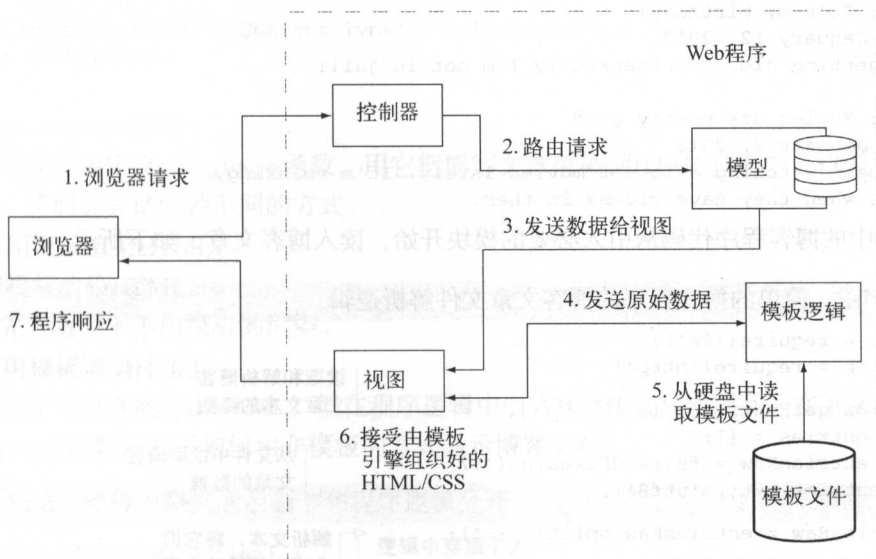 Web程序
控制器
2. 路由请求
模型
1. 浏览器请求
3. 发送数据给视图
浏览器
4. 发送原始数据
模板逻辑
7. 程序响应
视图
5. 从硬盘中读
取模板文件
6. 接受由模板
引擎组织好的
HTML/CSS
模板文件